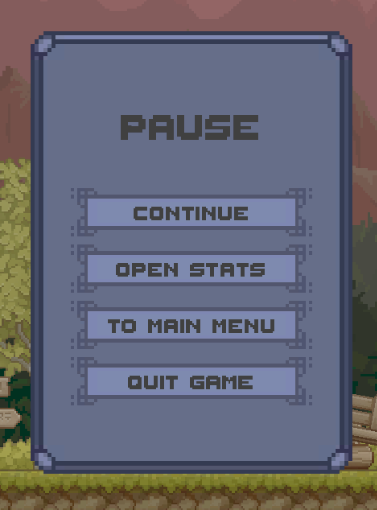 PAUSE
CONTINUE
OPEN STATS
TO MAIN MENU
QUIT GAME